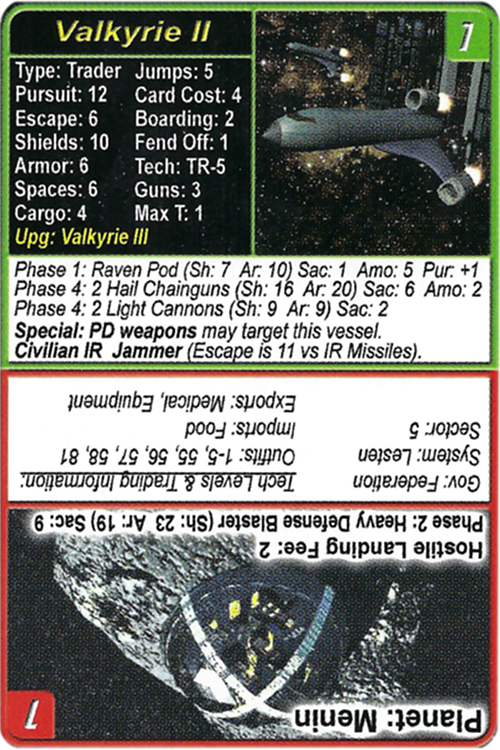 Valkyrie II
1
Type: Trader Jumps: 5
Pursuit: 12 Card Cost: 4
Escape: 6 Boarding: 2
Shields: 10 Fend Off: 1
Armor: 6 Tech: TR-5
Spaces: 6 Guns: 3
Cargo: 4 Max T: 1
Upg: Valkyrie III
Phase 1: Raven Pod (Sh: 7 Ar: 10) Sac: 1 Amo: 5 Pur: +1
Phase 4: 2 Hail Chainguns (Sh: 16 Ar: 20) Sac: 6 Amo: 2
Phase 4: 2 Light Cannons (Sh: 9 Ar: 9) Sac: 2
Special: PD weapons may target this vessel.
Civilian IR Jammer (Escape is 11 vs IR Missiles).
Planet: Menin
1
Hostile Landing Fee: 2
Phase 2: Heavy Defense Blaster (Sh: 23 Ar: 19) Sac: 9
Gov: Federation Tech Levels & Trading Information:
System: Lesten Outfits: 1-5, 55, 56, 57, 58, 81
Sector: 5 Imports: Food
Exports: Medical, Equipment